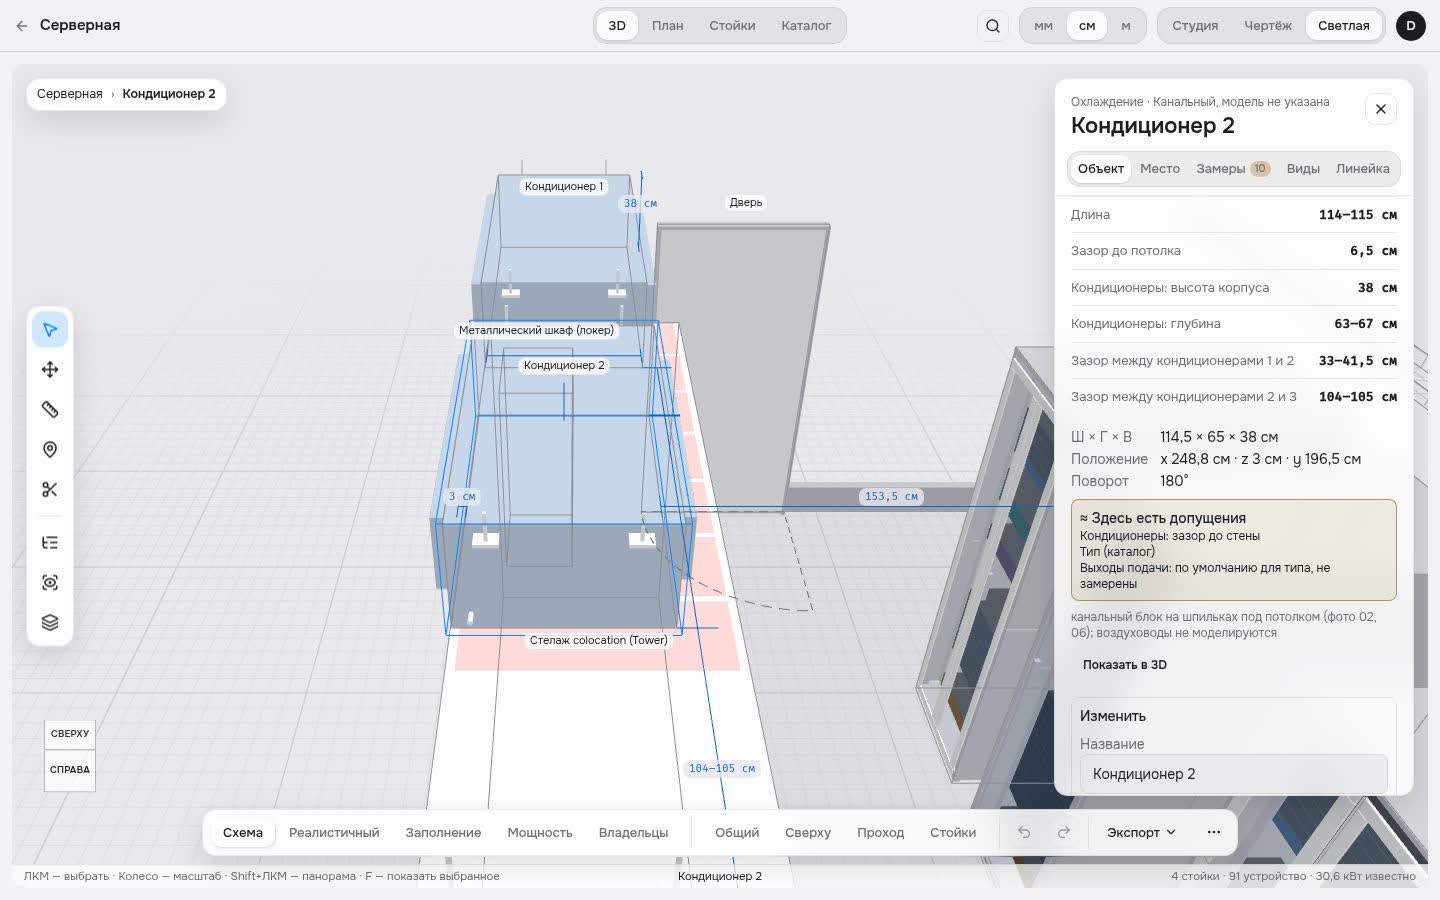 Серверная
3D План Стойки Каталог
мм см м
Студия Чертёж Светлая
D
Серверная › Кондиционер 2
Охлаждение · Канальный, модель не указана
Кондиционер 2
Объект Место Замеры 10 Виды Линейка
Длина 114–115 см
Зазор до потолка 6,5 см
Кондиционеры: высота корпуса 38 см
Кондиционеры: глубина 63–67 см
Зазор между кондиционерами 1 и 2 33–41,5 см
Зазор между кондиционерами 2 и 3 104–105 см
Ш × Г × В 114,5 × 65 × 38 см
Положение x 248,8 см · z 3 см · y 196,5 см
Поворот 180°
≈ Здесь есть допущения
Кондиционеры: зазор до стены
Тип (каталог)
Выходы подачи: по умолчанию для типа, не
замерены
канальный блок на шпильках под потолком (фото 02,
06); воздуховоды не моделируются
Показать в 3D
Изменить
Название
Кондиционер 2
Кондиционер 1
38 см
Дверь
Металлический шкаф (локер)
Кондиционер 2
3 см
153,5 см
Стелаж colocation (Tower)
104–105 см
СВЕРХУ
СПРАВА
Схема Реалистичный Заполнение Мощность Владельцы Общий Сверху Проход Стойки Экспорт
ЛКМ — выбрать · Колесо — масштаб · Shift+ЛКМ — панорама · F — показать выбранное
Кондиционер 2
4 стойки · 91 устройство · 30,6 кВт известно